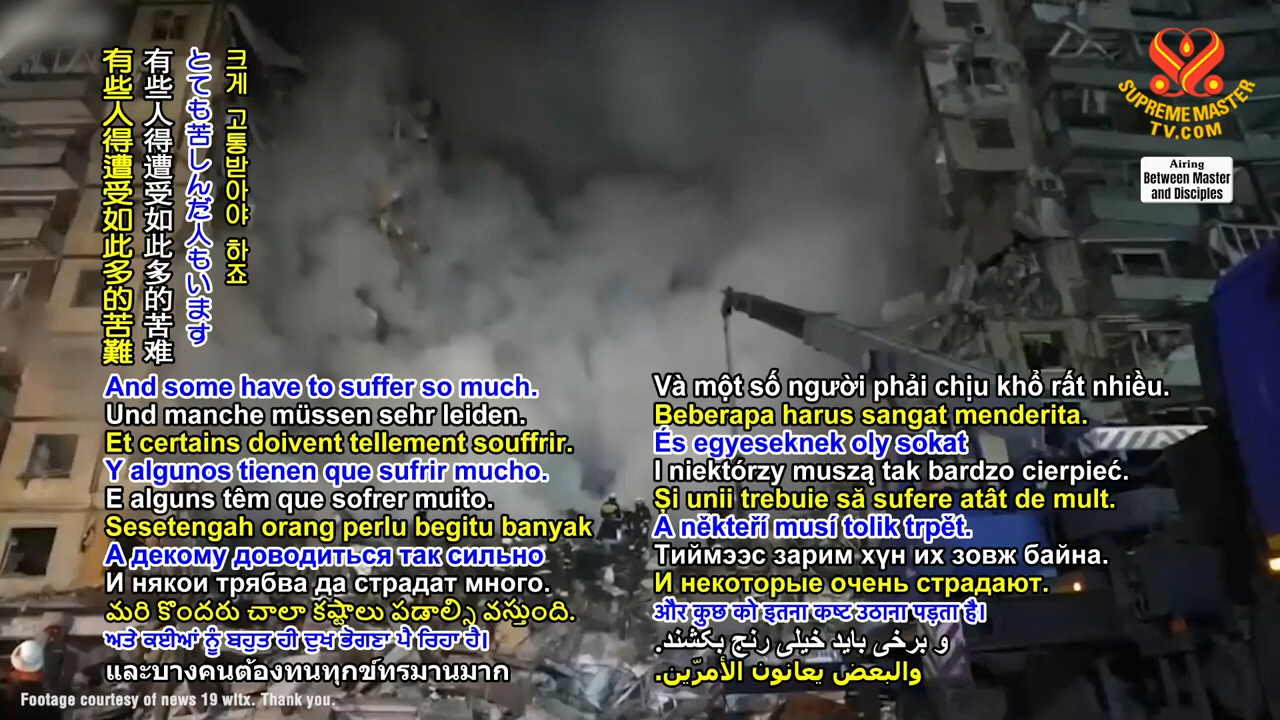 有些人得遭受如此多的苦難
有些人得遭受如此多的苦难
とても苦しんだ人もいます
크게 고통받아야 하죠
SUPREME MASTER
TV.COM
Airing
Between Master
and Disciples
And some have to suffer so much.
Und manche müssen sehr leiden.
Et certains doivent tellement souffrir.
Y algunos tienen que sufrir mucho.
E alguns têm que sofrer muito.
Sesetengah orang perlu begitu banyak
А декому доводиться так сильно
И някои трябва да страдат много.
మరి కొందరు చాలా కష్టాలు పడాల్సి వస్తుంది.
ਅਤੇ ਕਈਆਂ ਨੂੰ ਬਹੁਤ ਹੀ ਦੁਖ ਭੋਗਣਾ ਪੈ ਰਿਹਾ ਹੈ।
และบางคนต้องทนทุกข์ทรมานมาก
Và một số người phải chịu khổ rất nhiều.
Beberapa harus sangat menderita.
És egyeseknek oly sokat
I niektórzy muszą tak bardzo cierpieć.
Și unii trebuie să sufere atât de mult.
A někteří musí tolik trpět.
Тиймээс зарим хүн их зовж байна.
И некоторые очень страдают.
और कुछ को इतना कष्ट उठाना पड़ता है।
و برخی باید خیلی رنج بکشند.
والبعض يعانون الأمرّين.
Footage courtesy of news 19 wltx. Thank you.